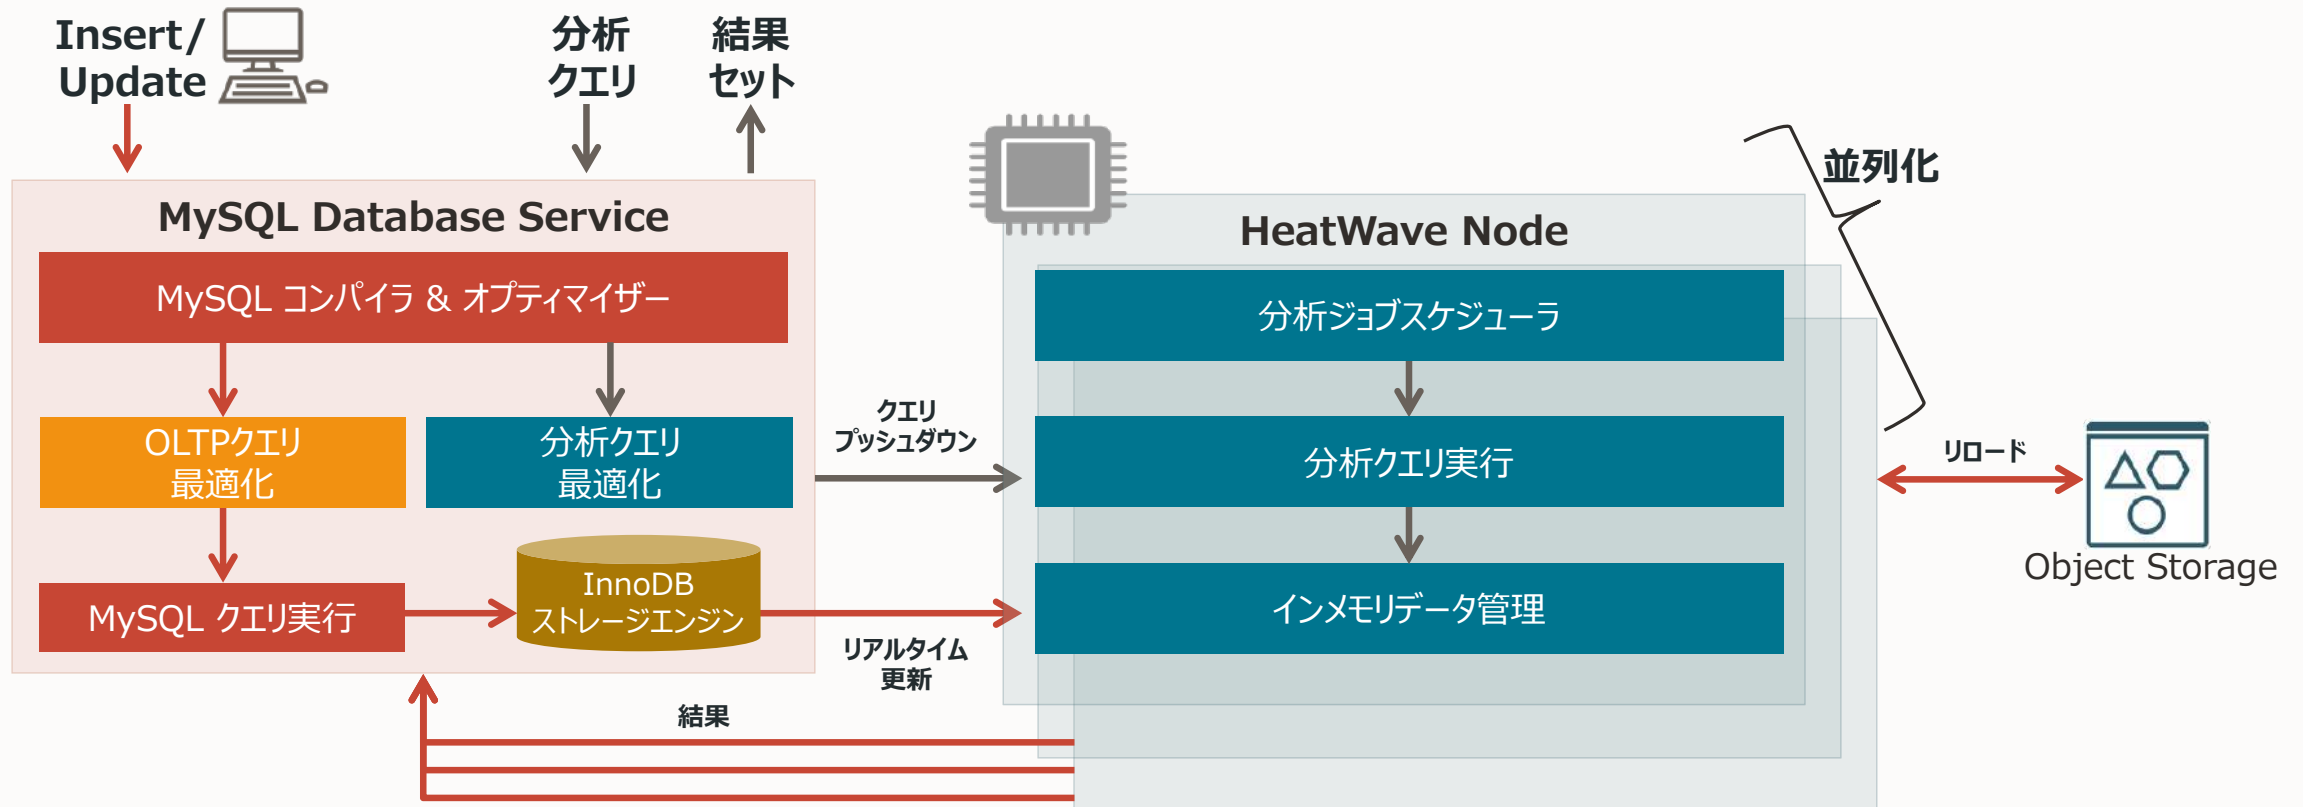 Insert/
Update
分析
クエリ
結果
セット
並列化
MySQL Database Service
HeatWave Node
MySQL コンパイラ & オプティマイザー
分析ジョブスケジューラ
OLTPクエリ
最適化
分析クエリ
最適化
クエリ
プッシュダウン
分析クエリ実行
リロード
Object Storage
MySQL クエリ実行
InnoDB
ストレージエンジン
インメモリデータ管理
リアルタイム
更新
結果